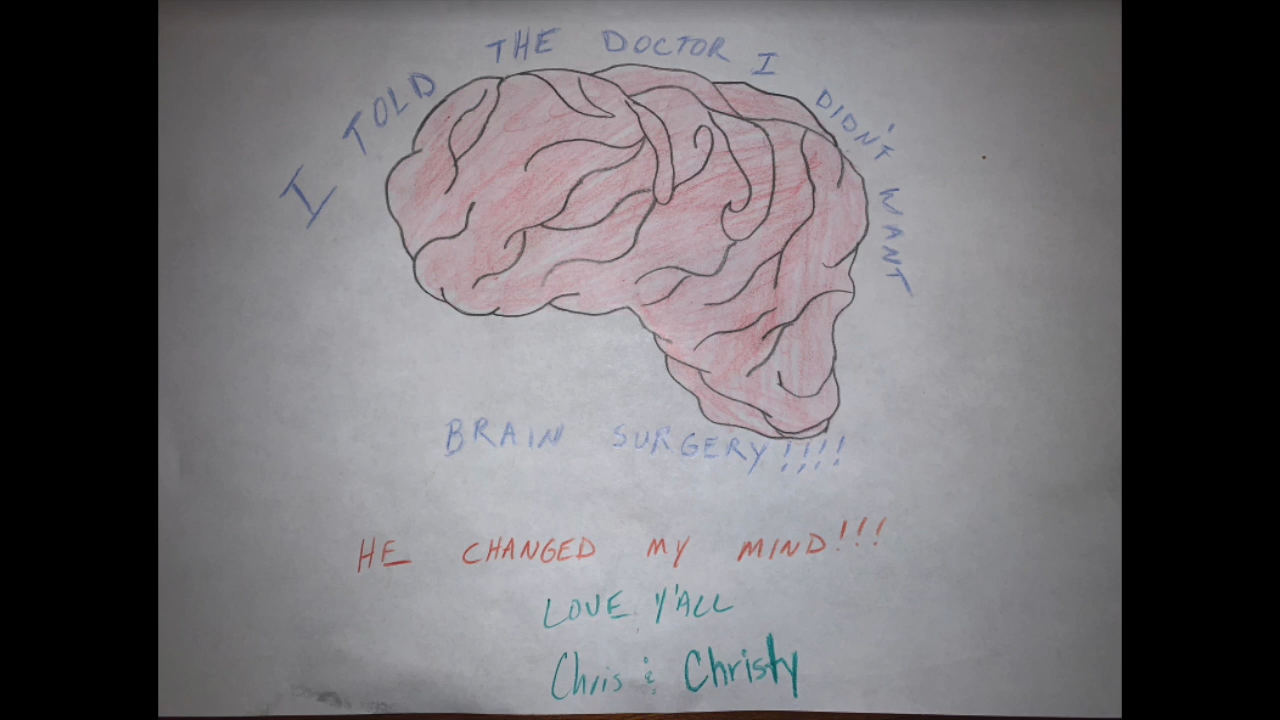 I TOLD THE DOCTOR I DIDN'T WANT
BRAIN SURGERY!!!!
HE CHANGED MY MIND!!!
LOVE Y'ALL
Chris & Christy